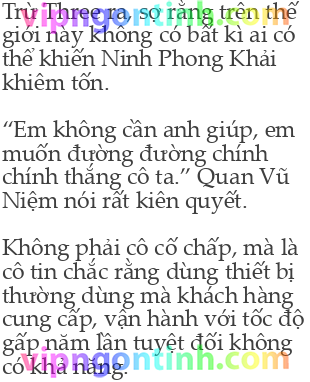 Trừ Three ra, sợ rằng trên thế
giới này không có bất kì ai có
thể khiến Ninh Phong Khải
khiêm tốn.
“Em không cần anh giúp, em
muốn đường đường chính
chính thắng cô ta.” Quan Vũ
Niệm nói rất kiên quyết.
Không phải cô cố chấp, mà là
cô tin chắc rằng dùng thiết bị
thường dùng mà khách hàng
cung cấp, vận hành với tốc độ
gấp năm lần tuyệt đối không
có khả năng.
vipngontinh.com
vipngontinh.com